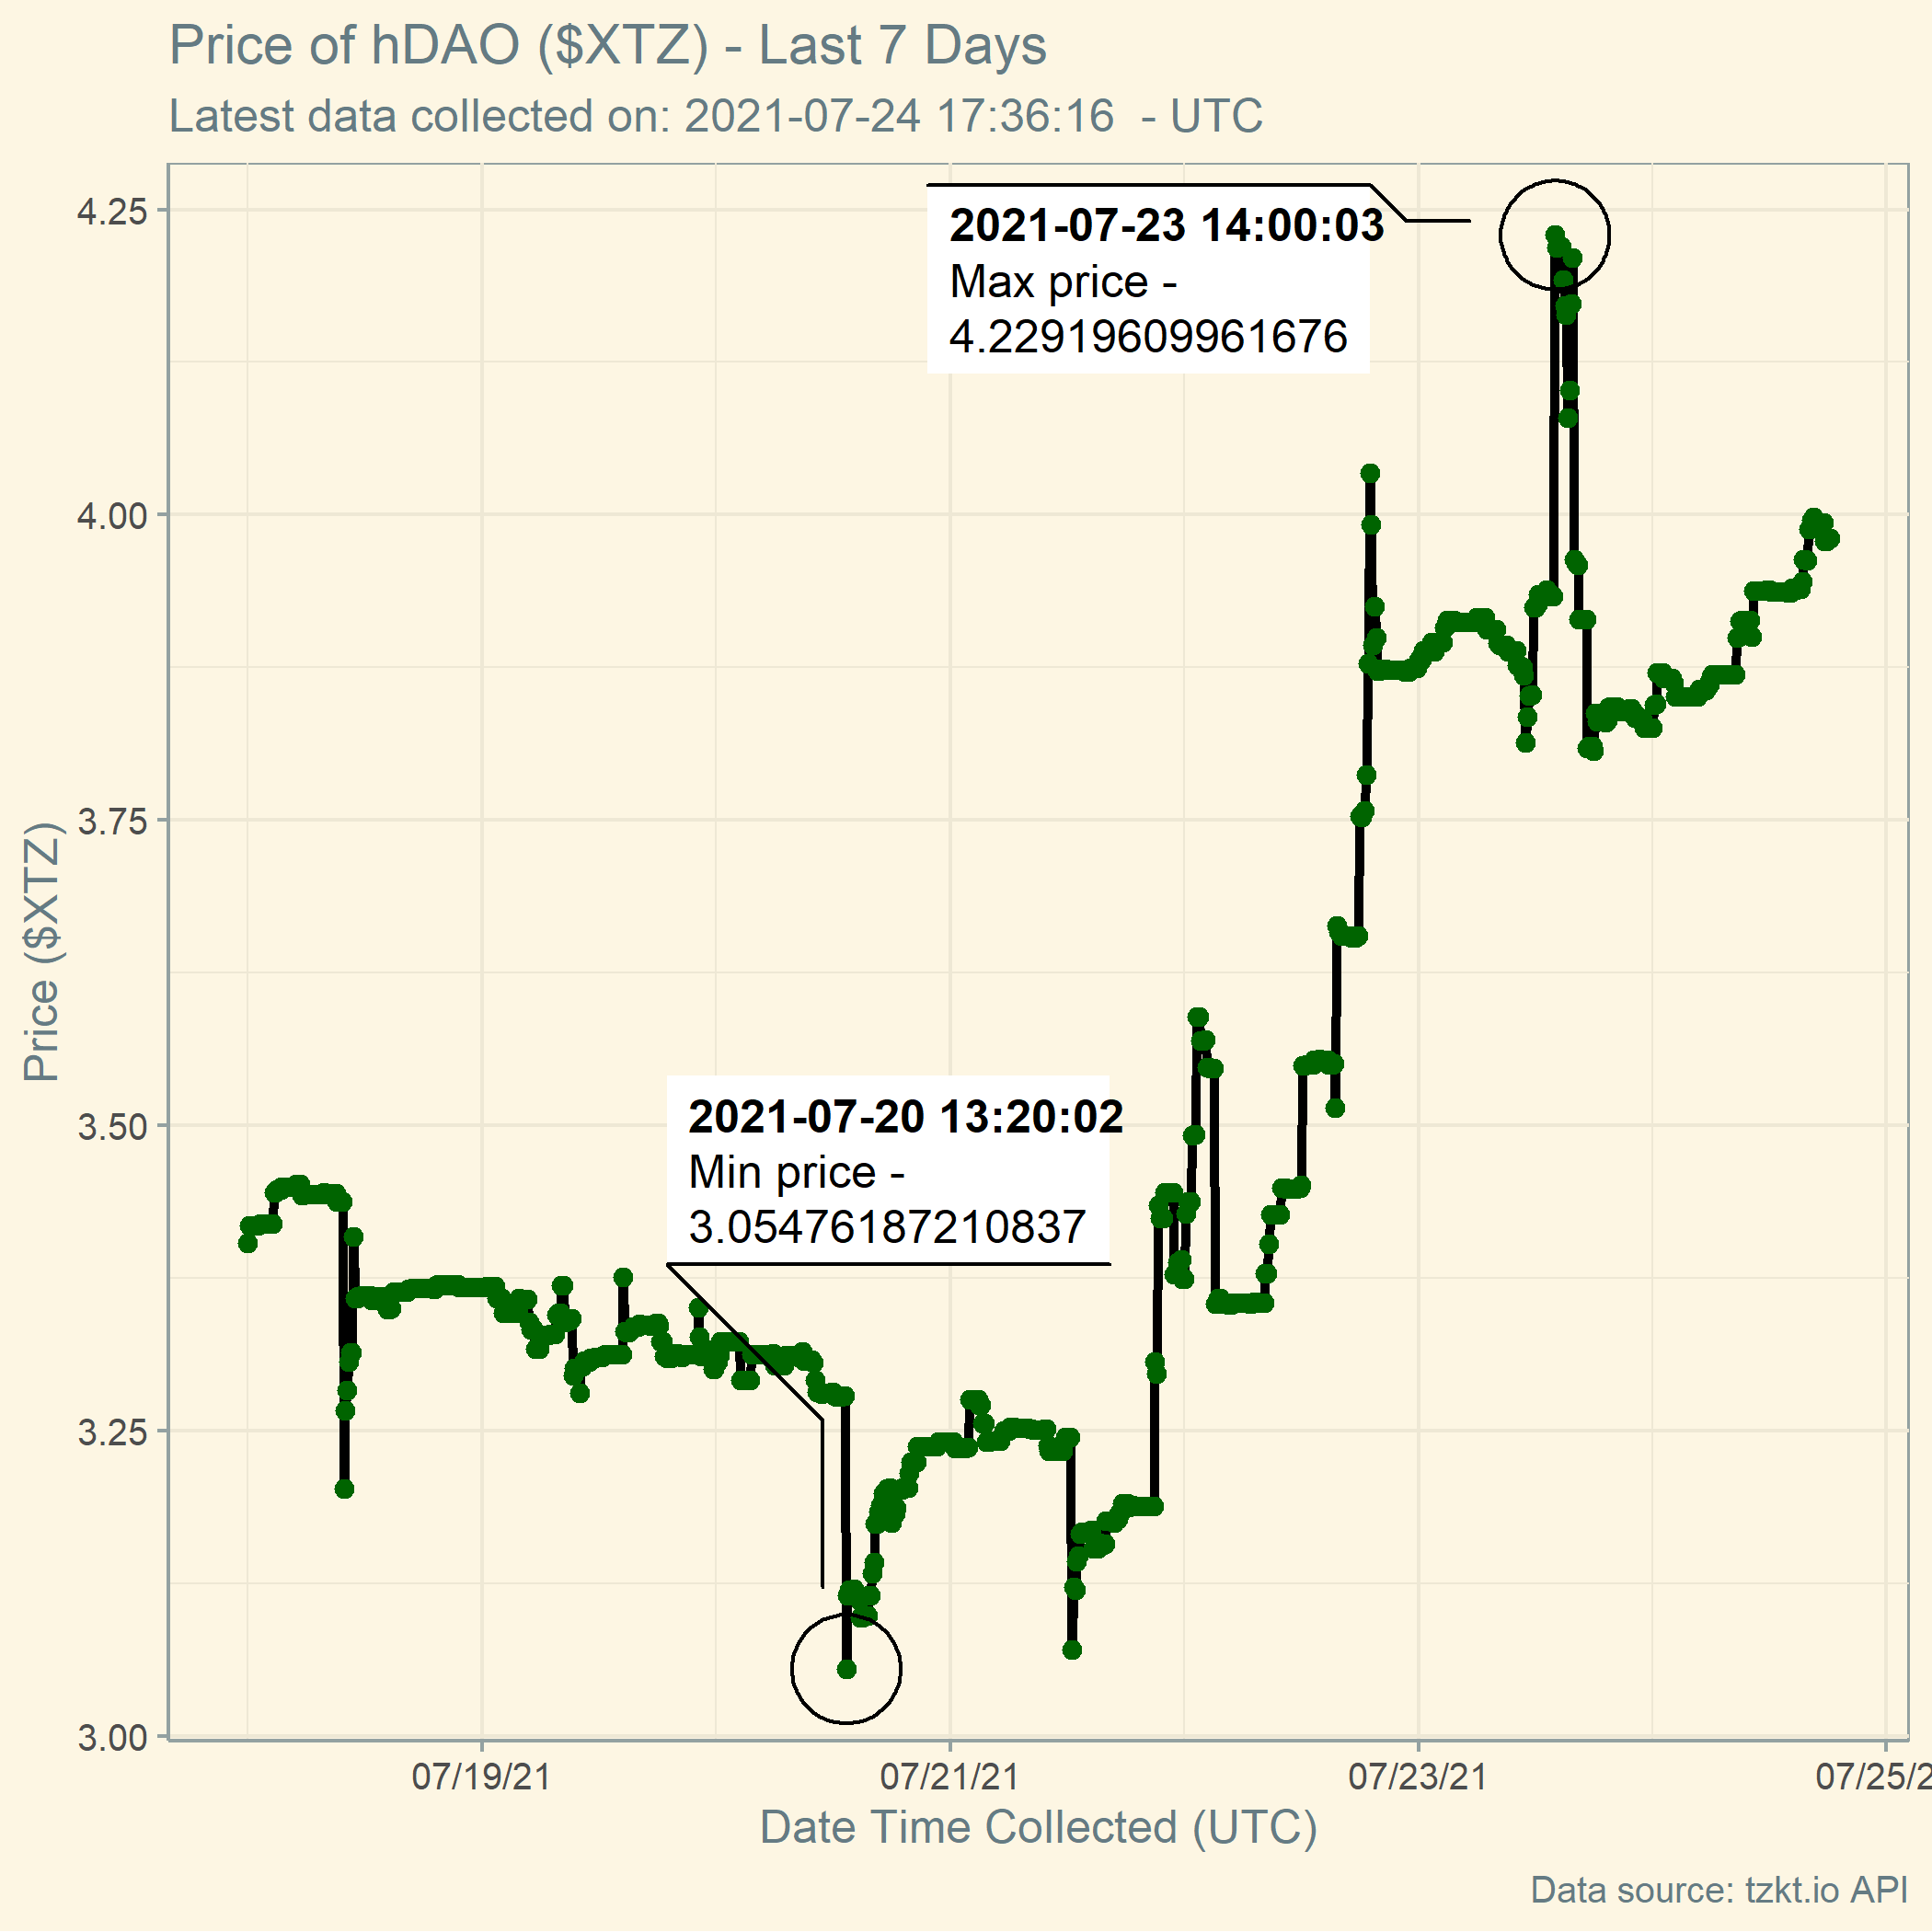 Price of hDAO ($XTZ) - Last 7 Days
Latest data collected on: 2021-07-24 17:36:16  - UTC
4.25
4.00
3.75
3.50
3.25
3.00
Price ($XTZ)
2021-07-23 14:00:03
Max price -
4.22919609961676
2021-07-20 13:20:02
Min price -
3.05476187210837
07/19/21
07/21/21
07/23/21
07/25/2
Date Time Collected (UTC)
Data source: tzkt.io API